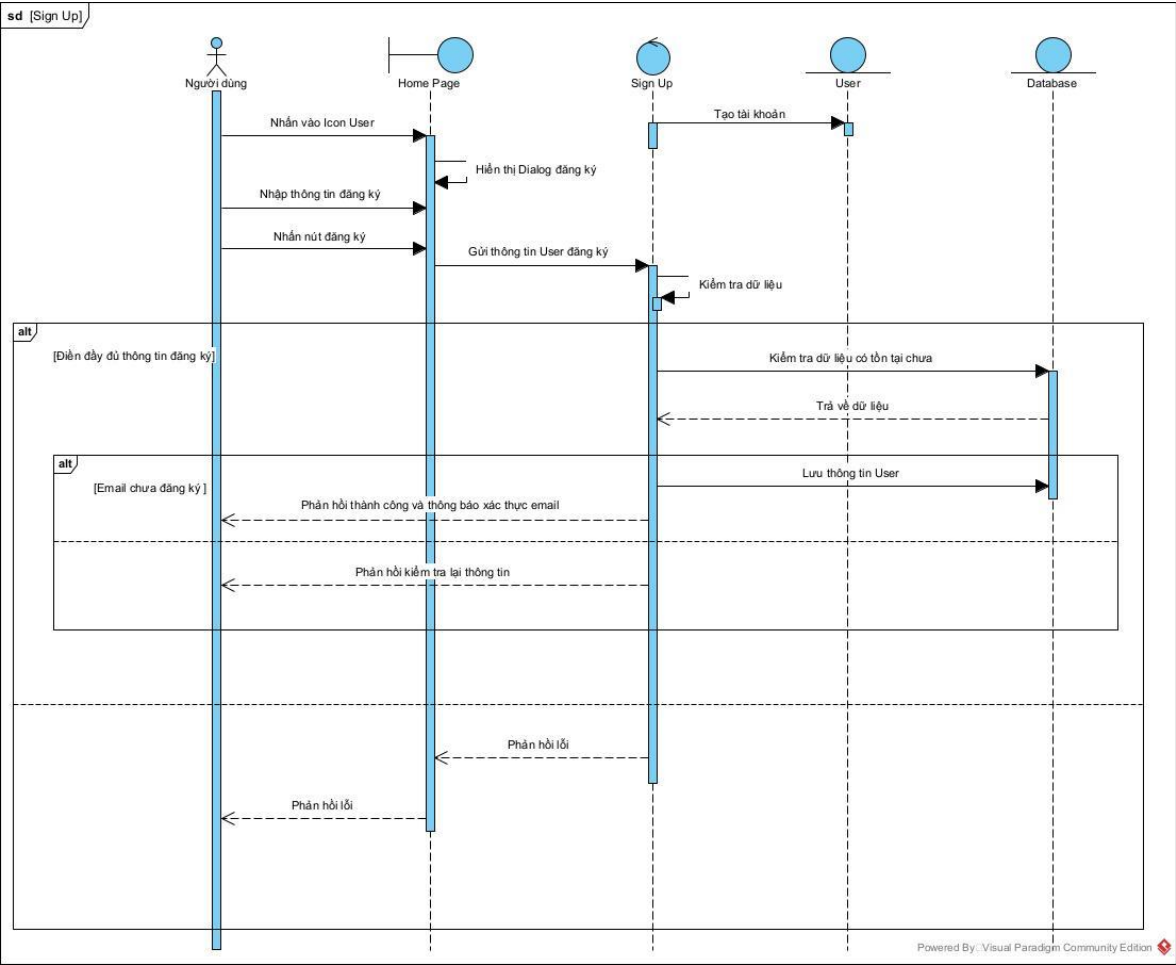 sd [Sign Up]
Người dùng
Home Page
Sign Up
User
Database
Tạo tài khoản
Nhấn vào Icon User
Hiển thị Dialog đăng ký
Nhập thông tin đăng ký
Nhấn nút đăng ký
Gửi thông tin User đăng ký
Kiểm tra dữ liệu
alt
[Điền đầy đủ thông tin đăng ký]
Kiểm tra dữ liệu có tồn tại chưa
Trả về dữ liệu
alt
[Email chưa đăng ký ]
Lưu thông tin User
Phản hồi thành công và thông báo xác thực email
Phản hồi kiểm tra lại thông tin
Phản hồi lỗi
Phản hồi lỗi
Powered By Visual Paradigm Community Edition